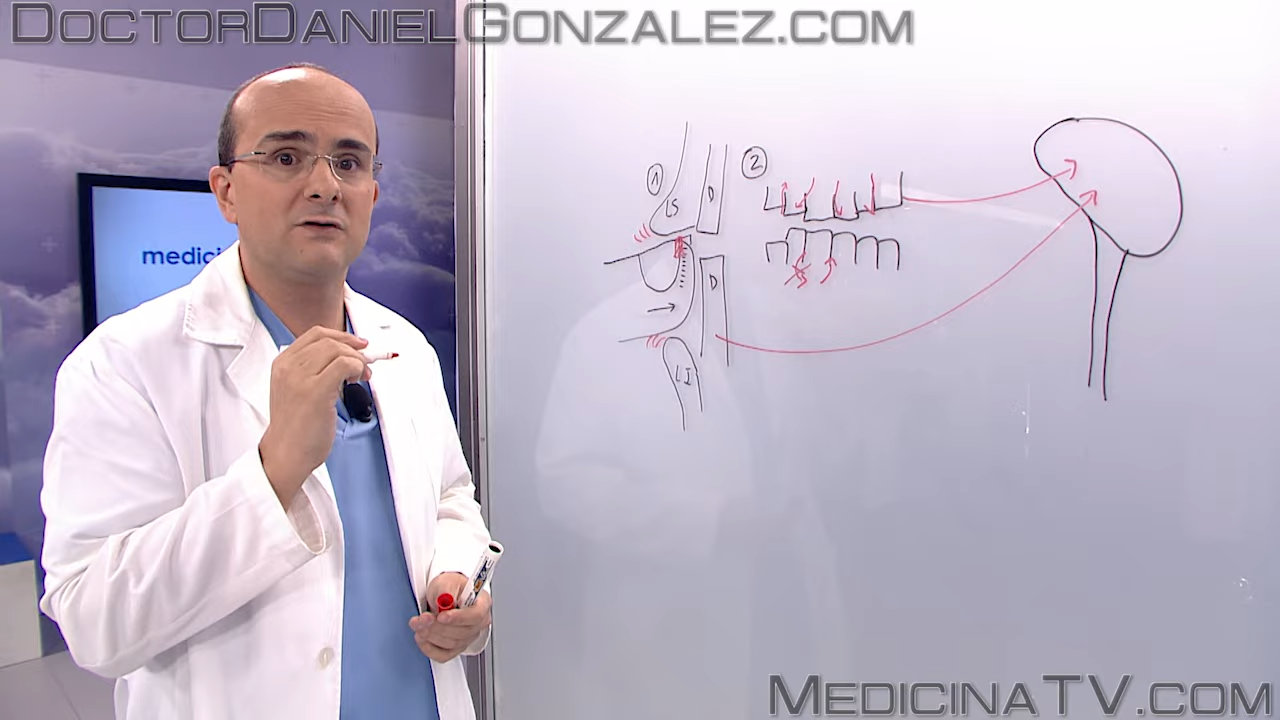 DOCTORDANIELGONZALEZ.COM
medici
1
LS
D
2
D
LI
MEDICINATV.COM